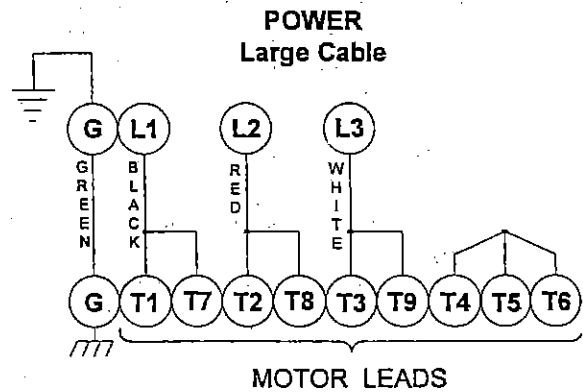 POWER
Large Cable
G L1 L2 L3
GREEN BLACK RED WHITE
G T1 T7 T2 T8 T3 T9 T4 T5 T6
MOTOR LEADS